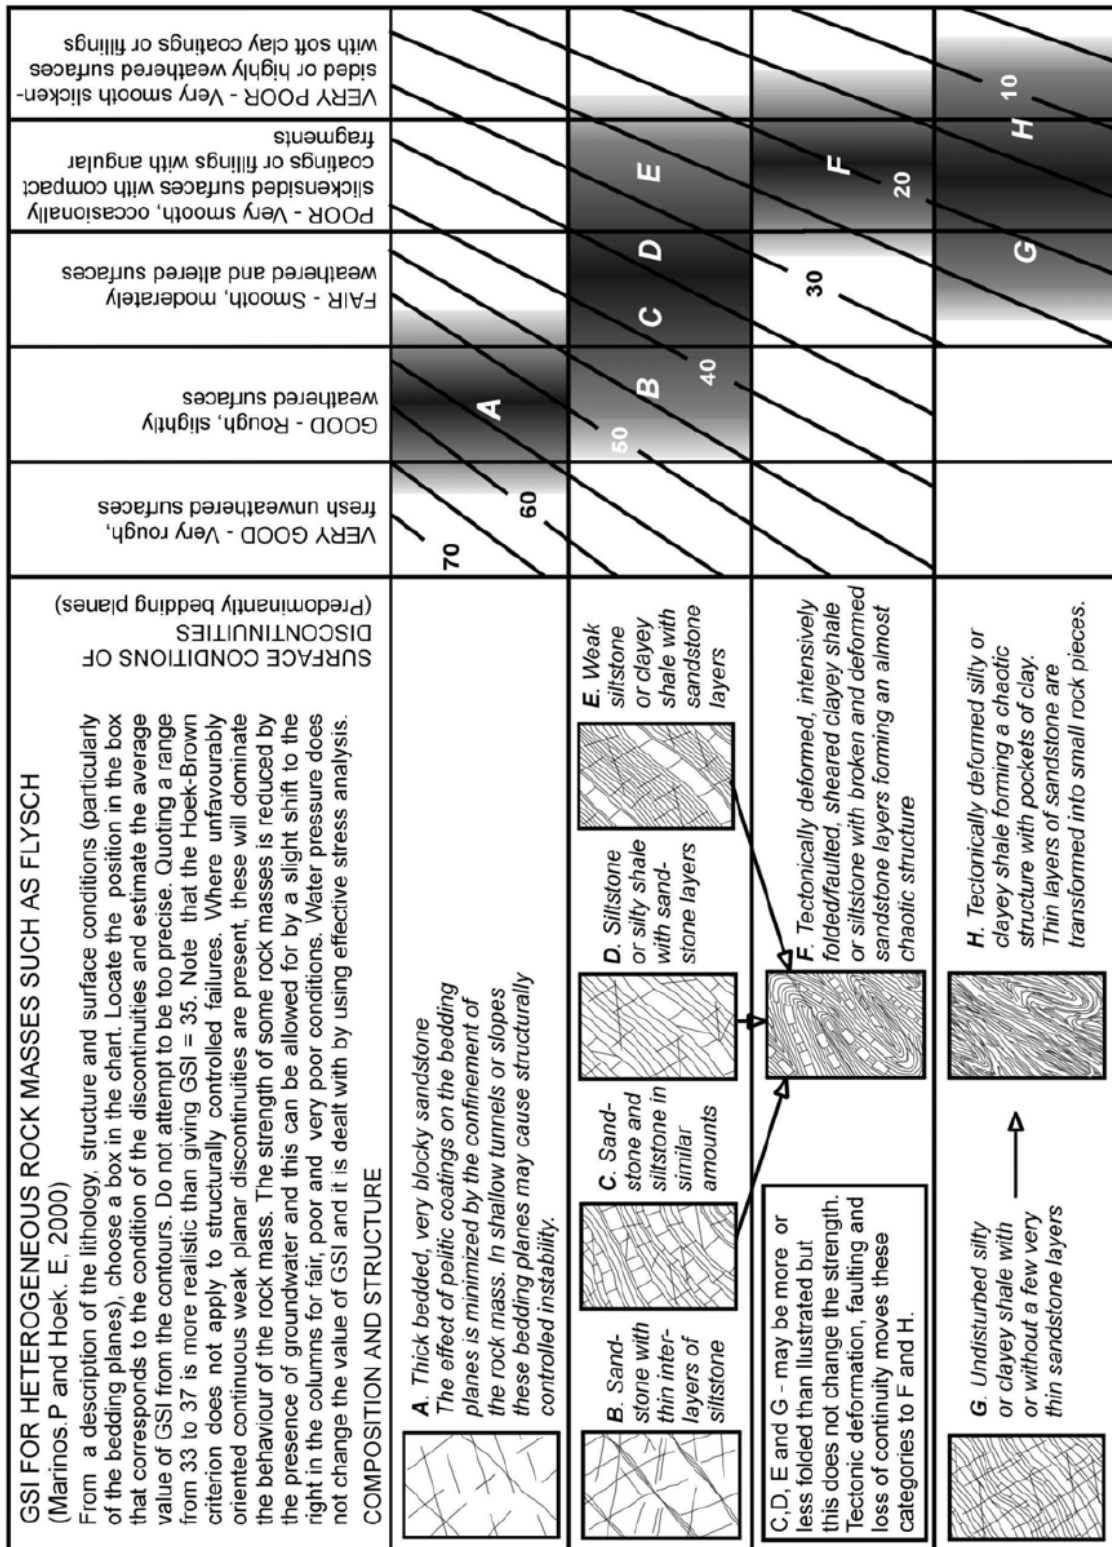 GSI FOR HETEROGENEOUS ROCK MASSES SUCH AS FLYSCH
(Marinos.P and Hoek. E, 2000)
From a description of the lithology, structure and surface conditions (particularly
of the bedding planes), choose a box in the chart. Locate the position in the box
that corresponds to the condition of the discontinuities and estimate the average
value of GSI from the contours. Do not attempt to be too precise. Quoting a range
from 33 to 37 is more realistic than giving GSI = 35. Note that the Hoek-Brown
criterion does not apply to structurally controlled failures. Where unfavourably
oriented continuous weak planar discontinuities are present, these will dominate
the behaviour of the rock mass. The strength of some rock masses is reduced by
the presence of groundwater and this can be allowed for by a slight shift to the
right in the columns for fair, poor and very poor conditions. Water pressure does
not change the value of GSI and it is dealt with by using effective stress analysis.
COMPOSITION AND STRUCTURE
SURFACE CONDITIONS OF
DISCONTINUITIES
(Predominantly bedding planes)
VERY GOOD - Very rough,
fresh unweathered surfaces
GOOD - Rough, slightly
weathered surfaces
FAIR - Smooth, moderately
weathered and altered surfaces
POOR - Very smooth, occasionally
slickensided surfaces with compact
coatings or fillings with angular
fragments
VERY POOR - Very smooth slicken-
sided or highly weathered surfaces
with soft clay coatings or fillings
A. Thick bedded, very blocky sandstone
The effect of pelitic coatings on the bedding
planes is minimized by the confinement of
the rock mass. In shallow tunnels or slopes
these bedding planes may cause structurally
controlled instability.
70
60
A
B. Sand-
stone with
thin inter-
layers of
siltstone
C. Sand-
stone and
siltstone in
similar
amounts
D. Siltstone
or silty shale
with sand-
stone layers
E. Weak
siltstone
or clayey
shale with
sandstone
layers
50
B
40
C
D
E
C,D, E and G - may be more or
less folded than llustrated but
this does not change the strength.
Tectonic deformation, faulting and
loss of continuity moves these
categories to F and H.
F. Tectonically deformed, intensively
folded/faulted, sheared clayey shale
or siltstone with broken and deformed
sandstone layers forming an almost
chaotic structure
30
F
20
G. Undisturbed silty
or clayey shale with
or without a few very
thin sandstone layers
H. Tectonically deformed silty or
clayey shale forming a chaotic
structure with pockets of clay.
Thin layers of sandstone are
transformed into small rock pieces.
G
H
10